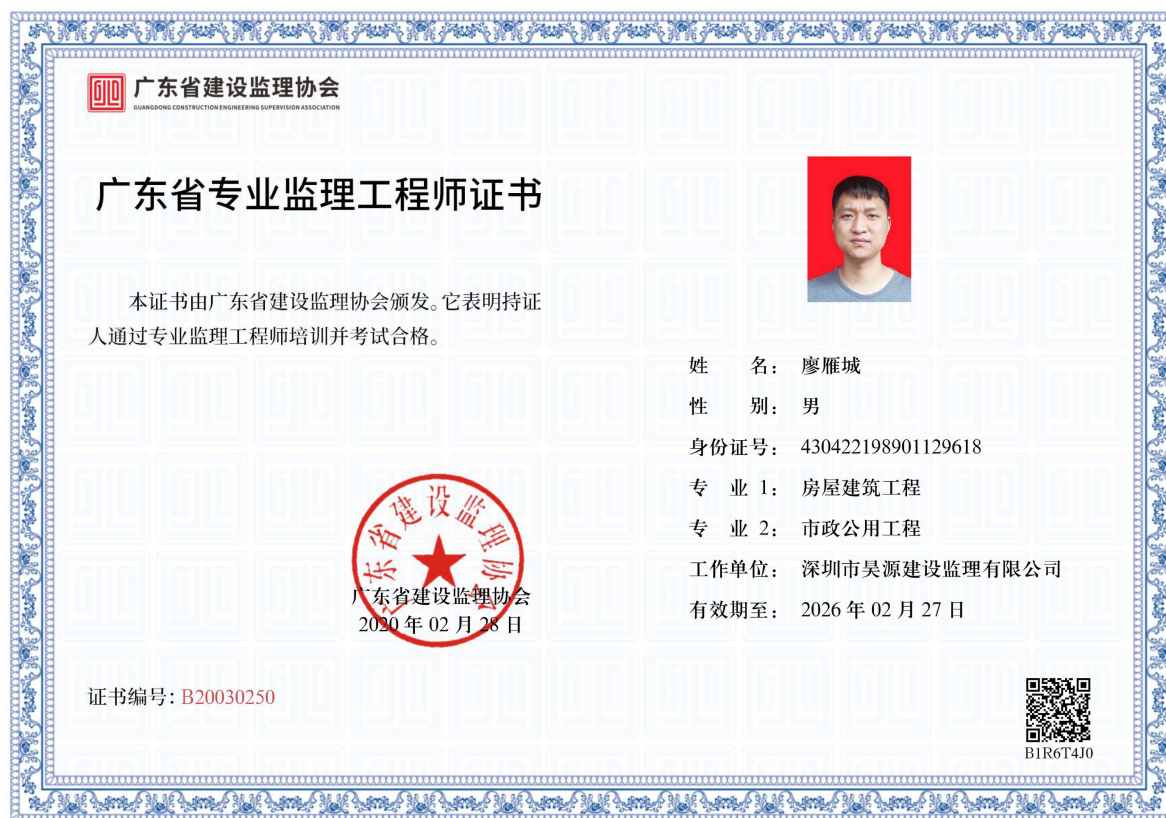 广东省建设监理协会
GUANGDONG CONSTRUCTION ENGINEERING SUPERVISION ASSOCIATION
广东省专业监理工程师证书
本证书由广东省建设监理协会颁发。它表明持证
人通过专业监理工程师培训并考试合格。
姓 名： 廖雁城
性 别： 男
身份证号： 430422198901129618
专 业 1： 房屋建筑工程
专 业 2： 市政公用工程
工作单位： 深圳市昊源建设监理有限公司
有效期至： 2026 年 02 月 27 日
广东省建设监理协会
广东省建设监理协会
2020 年 02 月 28 日
证书编号：B20030250
B1R6T4J0